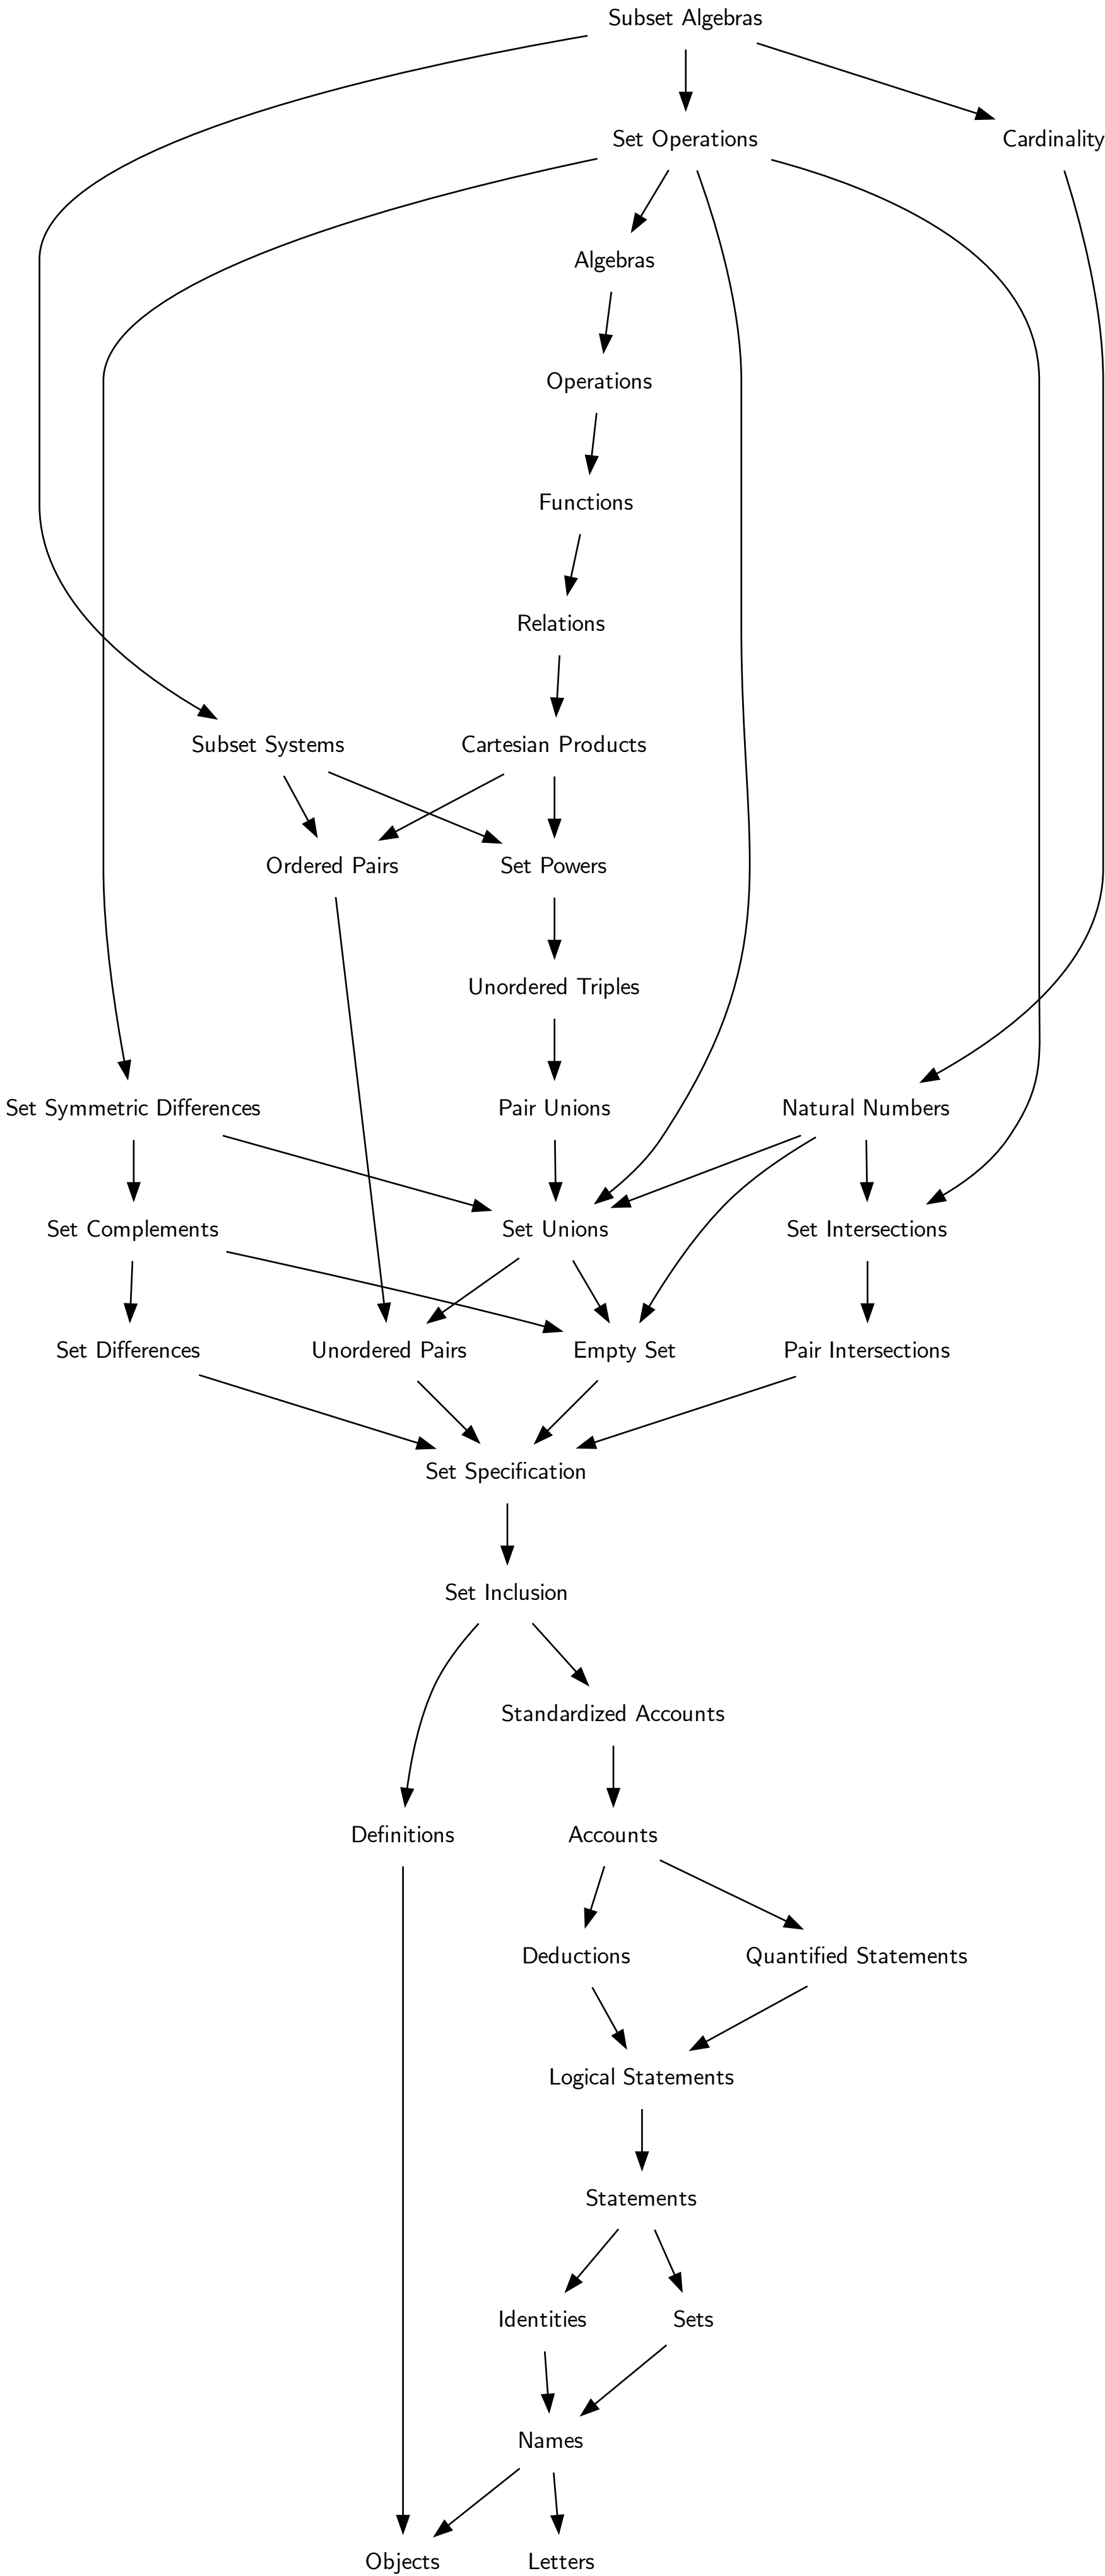 Subset Algebras
Set Operations
Cardinality
Algebras
Operations
Functions
Relations
Subset Systems
Cartesian Products
Ordered Pairs
Set Powers
Unordered Triples
Set Symmetric Differences
Pair Unions
Natural Numbers
Set Complements
Set Unions
Set Intersections
Set Differences
Unordered Pairs
Empty Set
Pair Intersections
Set Specification
Set Inclusion
Standardized Accounts
Definitions
Accounts
Deductions
Quantified Statements
Logical Statements
Statements
Identities
Sets
Names
Objects
Letters